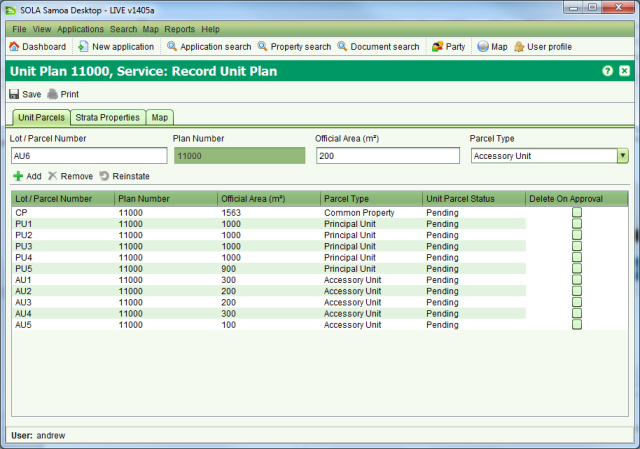 SOLA Samoa Desktop - LIVE v1405a
File View Applications Search Map Reports Help
Dashboard New application Application search Property search Document search Party Map User profile
Unit Plan 11000, Service: Record Unit Plan
Save Print
Unit Parcels Strata Properties Map
Lot / Parcel Number Plan Number Official Area (m²) Parcel Type
AU6 11000 200 Accessory Unit
Add Remove Reinstate
Lot / Parcel Number Plan Number Official Area (m²) Parcel Type Unit Parcel Status Delete On Approval
CP 11000 1563 Common Property Pending
PU1 11000 1000 Principal Unit Pending
PU2 11000 1000 Principal Unit Pending
PU3 11000 1000 Principal Unit Pending
PU4 11000 1000 Principal Unit Pending
PU5 11000 900 Principal Unit Pending
AU1 11000 300 Accessory Unit Pending
AU2 11000 200 Accessory Unit Pending
AU3 11000 200 Accessory Unit Pending
AU4 11000 300 Accessory Unit Pending
AU5 11000 100 Accessory Unit Pending
User: andrew